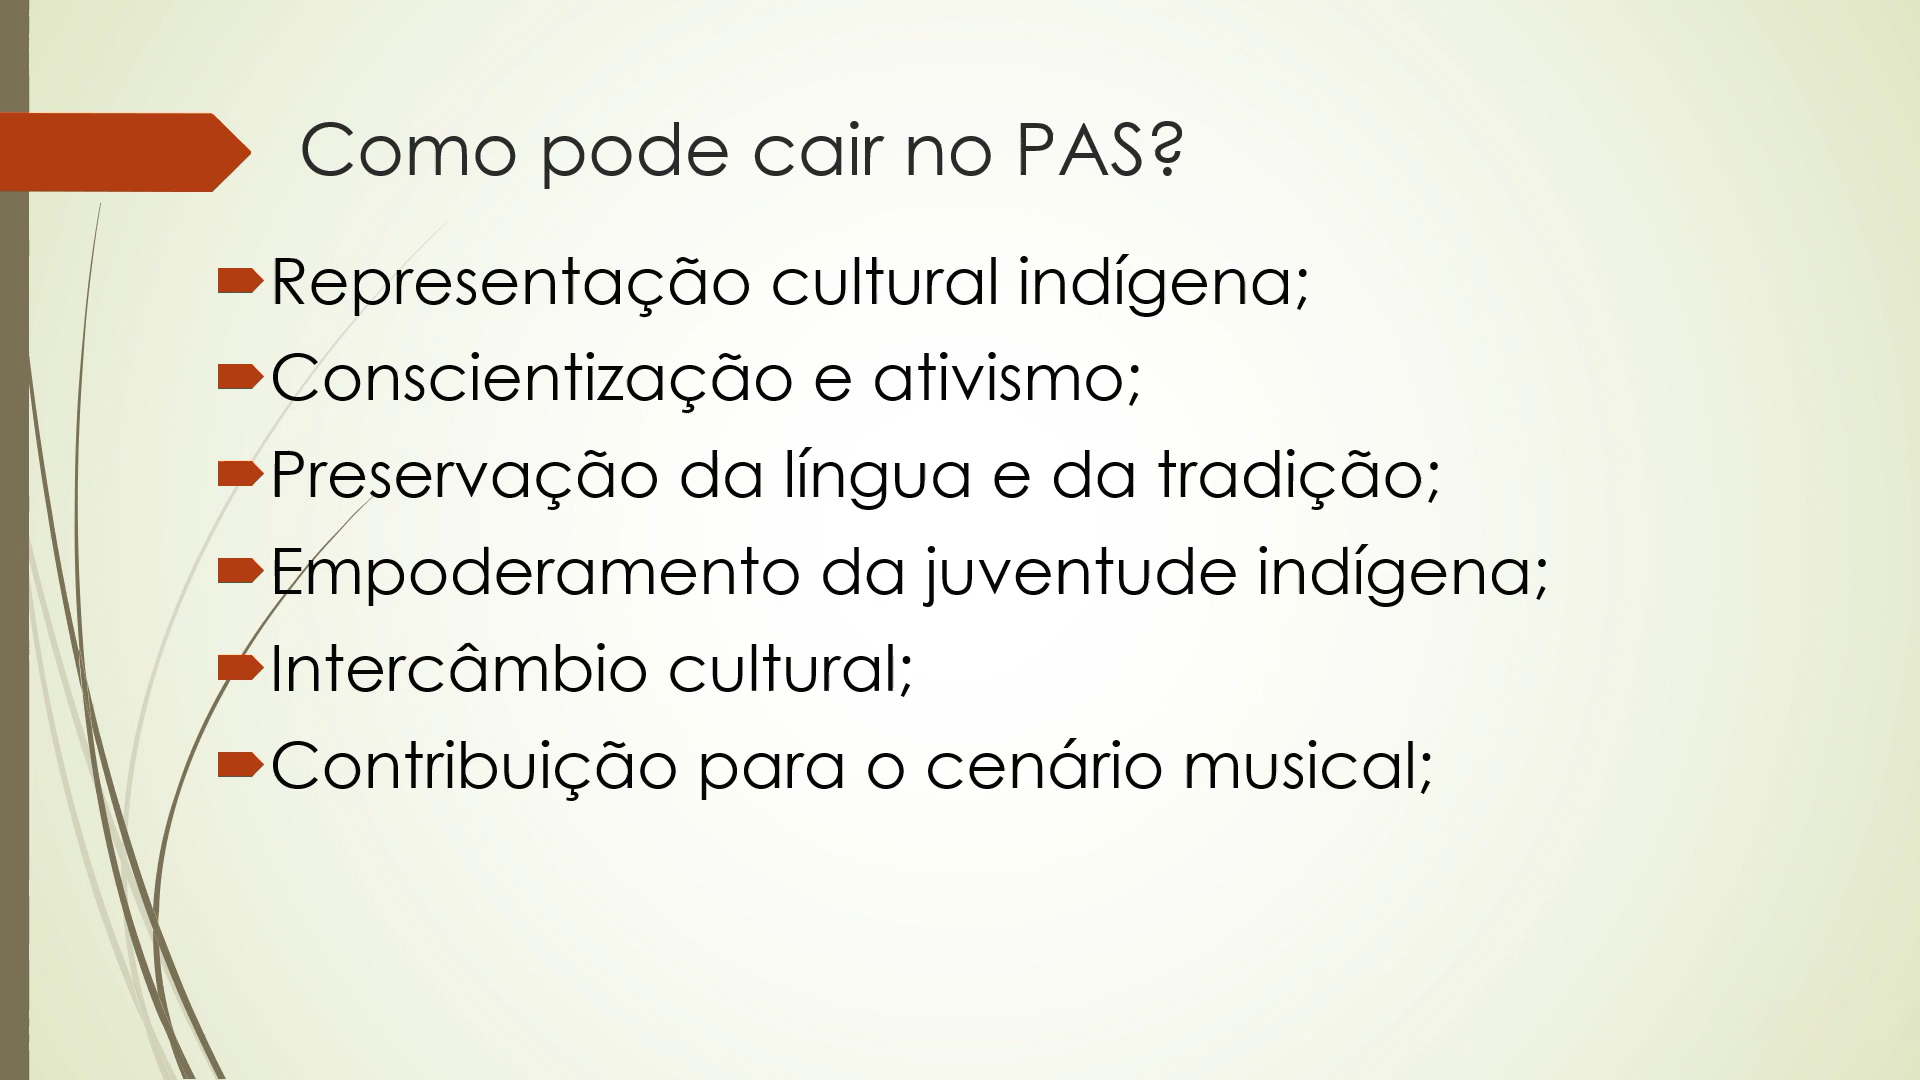 Como pode cair no PAS?
Representação cultural indígena;
Conscientização e ativismo;
Preservação da língua e da tradição;
Empoderamento da juventude indígena;
Intercâmbio cultural;
Contribuição para o cenário musical;